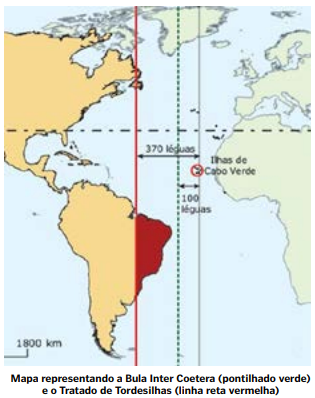 370 léguas
Ilhas de
Cabo Verde
100
léguas
1800 km
Mapa representando a Bula Inter Coetera (pontilhado verde)
e o Tratado de Tordesilhas (linha reta vermelha)